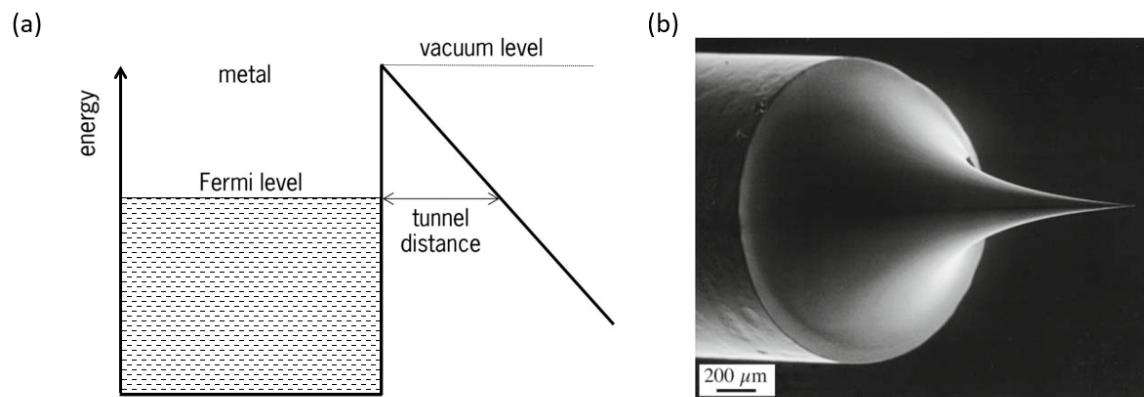 (a)
vacuum level
metal
energy
Fermi level
tunnel
distance
(b)
200 μm